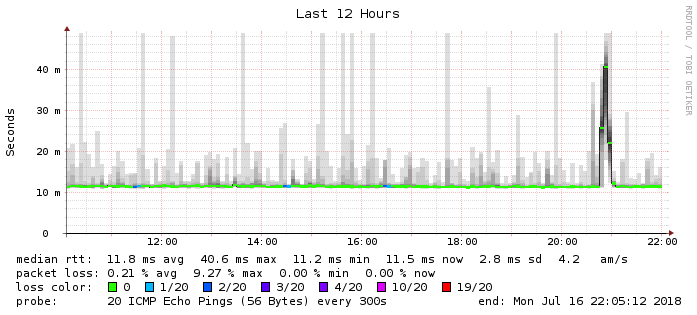 Last 12 Hours
RRDTOOL / TOBI OETIKER
Seconds
40 m
30 m
20 m
10 m
0
12:00 14:00 16:00 18:00 20:00 22:00
median rtt: 11.8 ms avg 40.6 ms max 11.2 ms min 11.5 ms now 2.8 ms sd 4.2 am/s
packet loss: 0.21 % avg 9.27 % max 0.00 % min 0.00 % now
loss color: 0 1/20 2/20 3/20 4/20 10/20 19/20
probe: 20 ICMP Echo Pings (56 Bytes) every 300s end: Mon Jul 16 22:05:12 2018